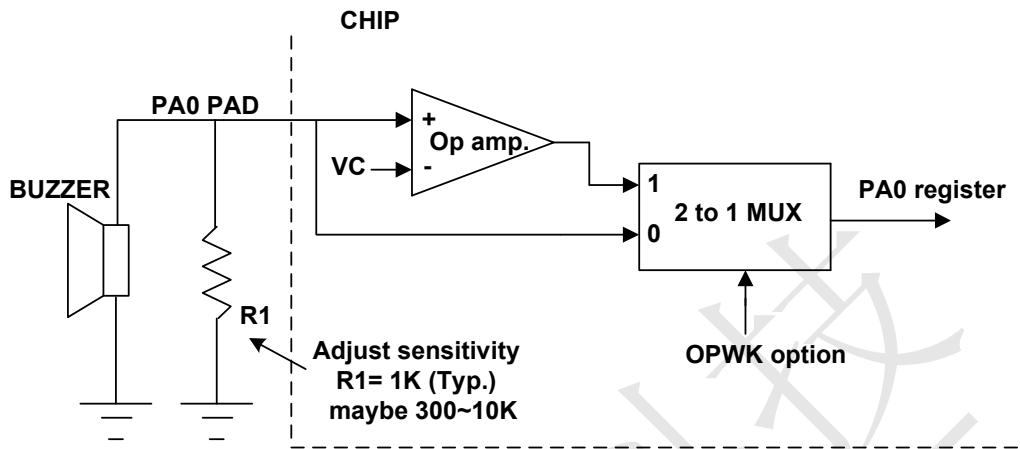 CHIP
PA0 PAD
+
Op amp.
VC
-
BUZZER
1
2 to 1 MUX
0
PA0 register
R1
Adjust sensitivity
R1= 1K (Typ.)
maybe 300~10K
OPWK option
技